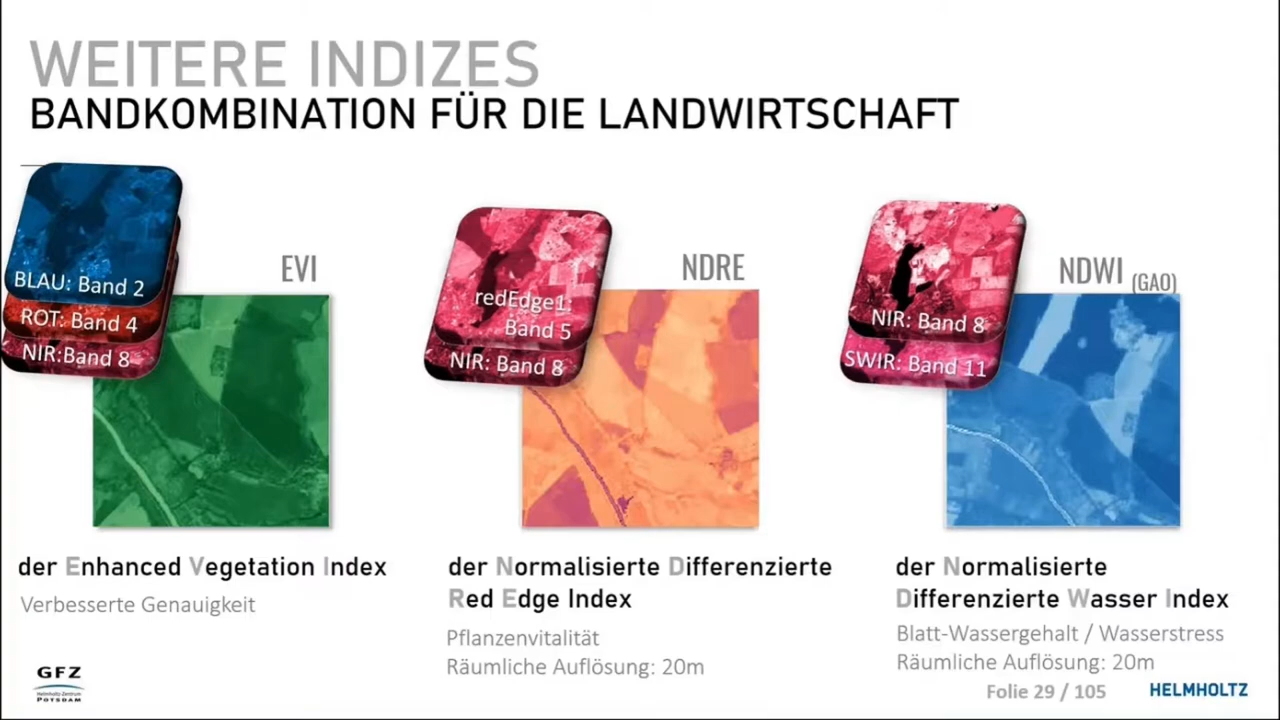 WEITERE INDIZES
BANDKOMBINATION FÜR DIE LANDWIRTSCHAFT
BLAU: Band 2
ROT: Band 4
NIR:Band 8
EVI
der Enhanced Vegetation Index
Verbesserte Genauigkeit
redEdge1:
Band 5
NIR: Band 8
NDRE
der Normalisierte Differenzierte
Red Edge Index
Pflanzenvitalität
Räumliche Auflösung: 20m
NIR: Band 8
SWIR: Band 11
NDWI (GAO)
der Normalisierte
Differenzierte Wasser Index
Blatt-Wassergehalt / Wasserstress
Räumliche Auflösung: 20m
GFZ
Helmholtz-Zentrum
POTSDAM
Folie 29 / 105
HELMHOLTZ